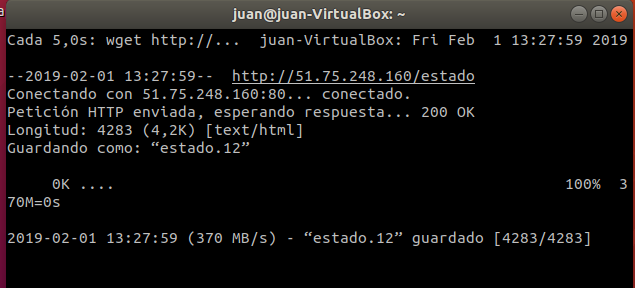 juan@juan-VirtualBox: ~
Cada 5,0s: wget http://... juan-VirtualBox: Fri Feb 1 13:27:59 2019
--2019-02-01 13:27:59-- http://51.75.248.160/estado
Conectando con 51.75.248.160:80... conectado.
Petición HTTP enviada, esperando respuesta... 200 OK
Longitud: 4283 (4,2K) [text/html]
Guardando como: “estado.12”
0K .... 100% 3
70M=0s
2019-02-01 13:27:59 (370 MB/s) - “estado.12” guardado [4283/4283]